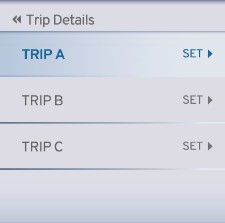 Trip Details
TRIP A SET
TRIP B SET
TRIP C SET